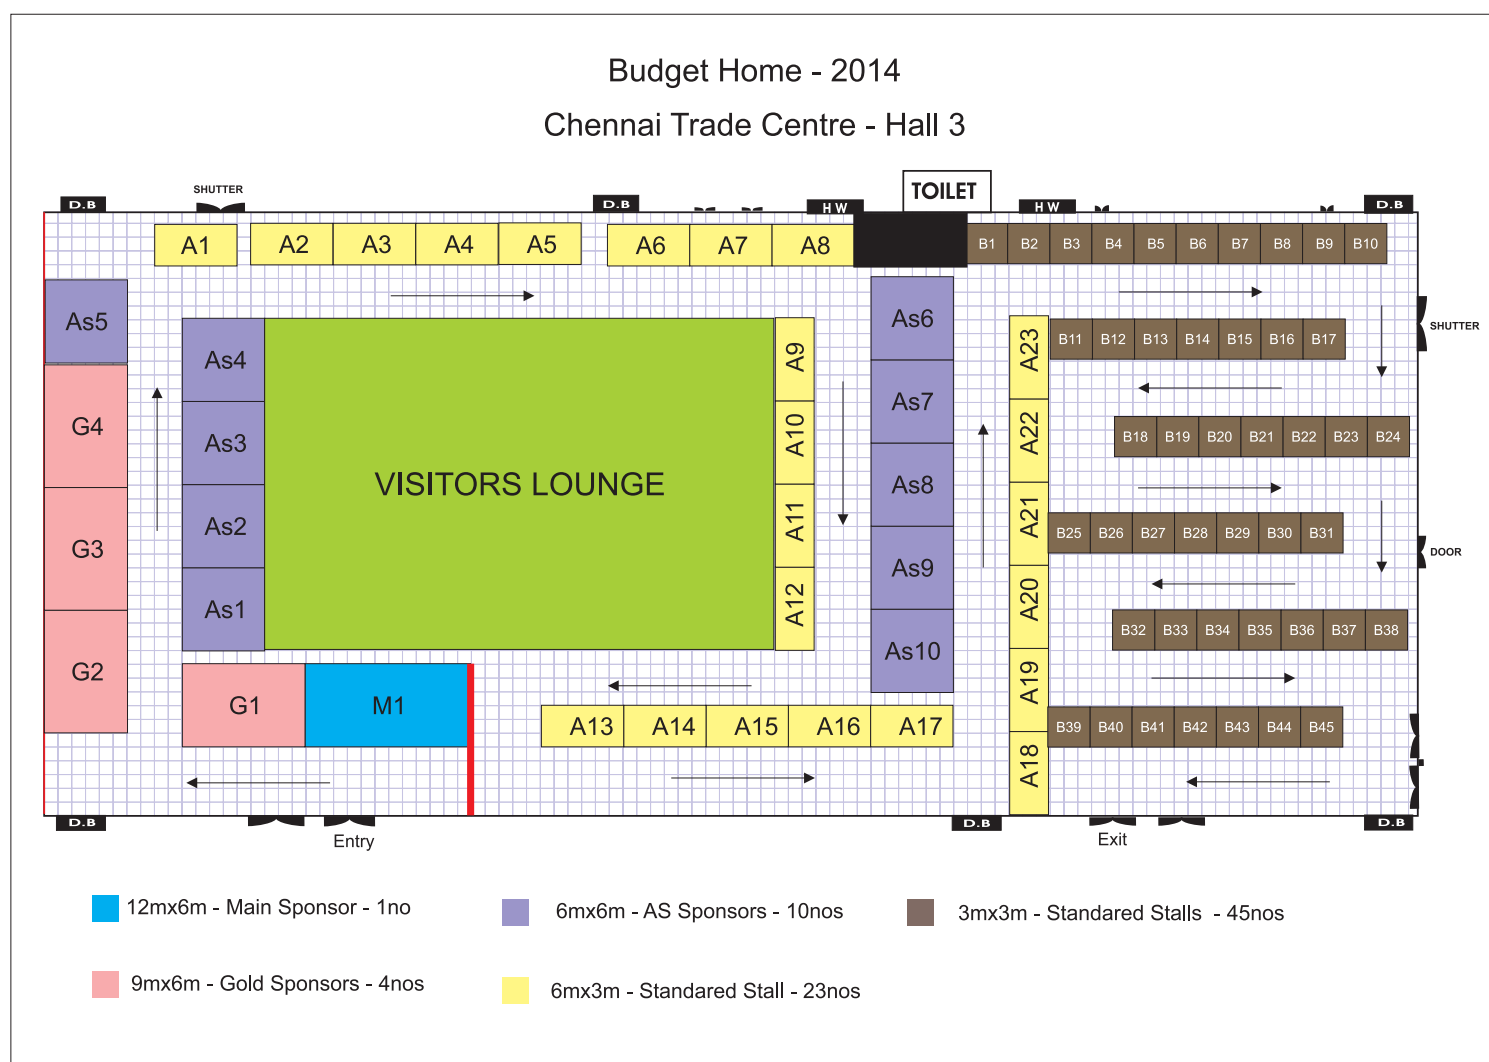 Budget Home - 2014
Chennai Trade Centre - Hall 3
TOILET
SHUTTER
D.B
D.B
H W
H W
D.B
A1
A2
A3
A4
A5
A6
A7
A8
B1
B2
B3
B4
B5
B6
B7
B8
B9
B10
As5
G4
G3
G2
As4
As3
As2
As1
G1
M1
VISITORS LOUNGE
A9
A10
A11
A12
A13
A14
A15
A16
A17
As6
As7
As8
As9
As10
A23
A22
A21
A20
A19
A18
B11
B12
B13
B14
B15
B16
B17
B18
B19
B20
B21
B22
B23
B24
B25
B26
B27
B28
B29
B30
B31
B32
B33
B34
B35
B36
B37
B38
B39
B40
B41
B42
B43
B44
B45
SHUTTER
DOOR
D.B
D.B
D.B
Entry
Exit
12mx6m - Main Sponsor - 1no
6mx6m - AS Sponsors - 10nos
3mx3m - Standared Stalls - 45nos
9mx6m - Gold Sponsors - 4nos
6mx3m - Standared Stall - 23nos